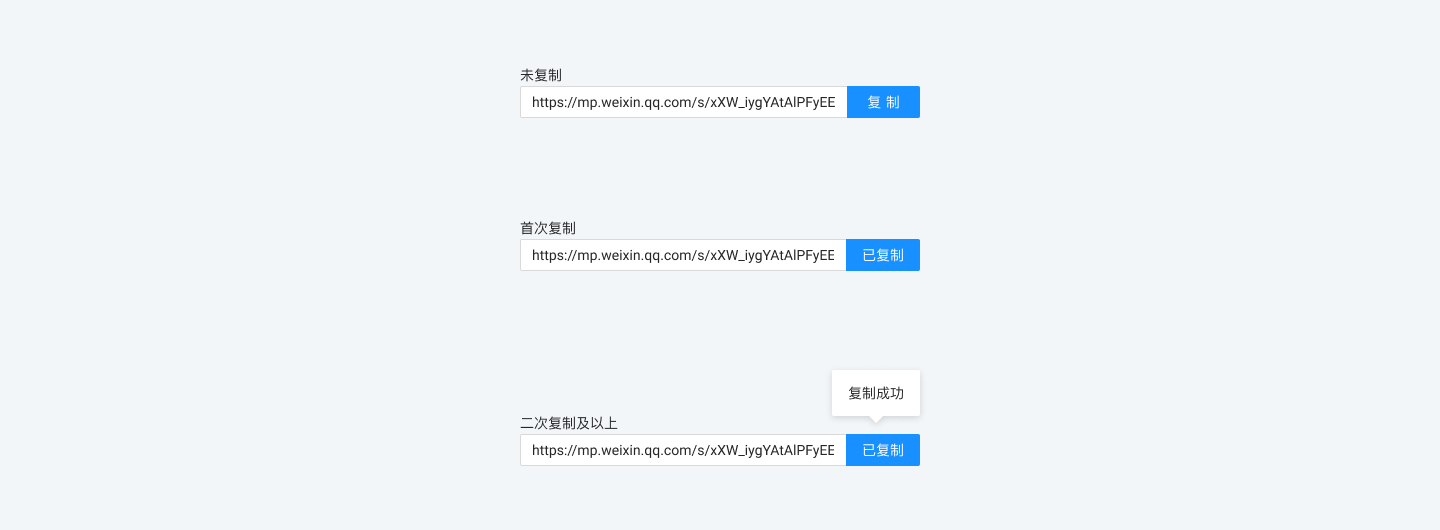 未复制
https://mp.weixin.qq.com/s/xXW_iygYAtAlPFyEE 复 制
首次复制
https://mp.weixin.qq.com/s/xXW_iygYAtAlPFyEE 已复制
复制成功
二次复制及以上
https://mp.weixin.qq.com/s/xXW_iygYAtAlPFyEE 已复制